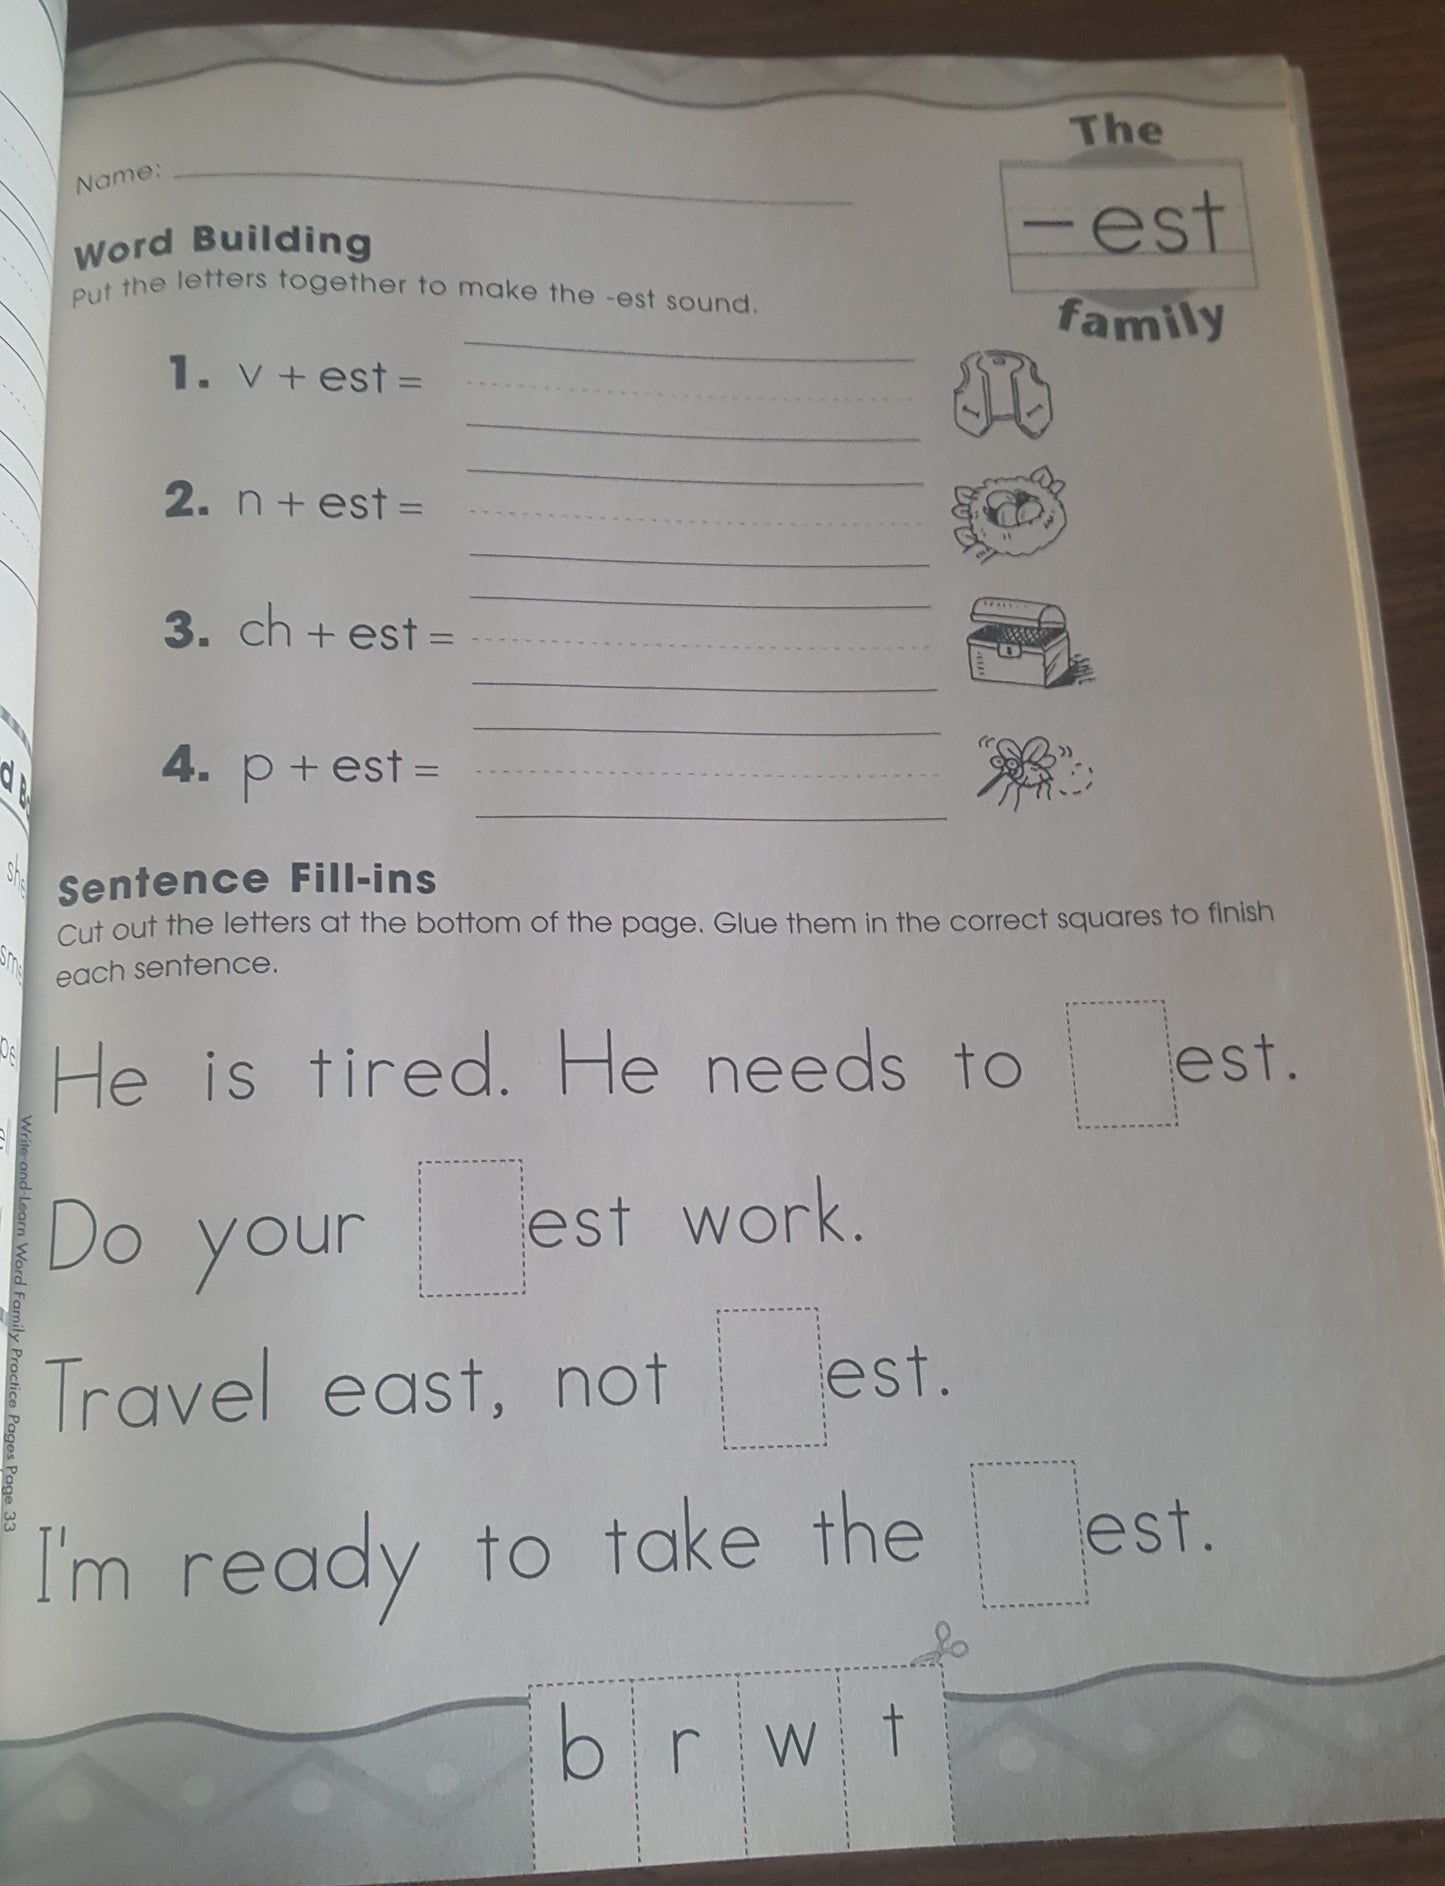 The
-est
family
Name:
Word Building
Put the letters together to make the -est sound.
1. v + est =
2. n + est =
3. ch + est =
4. p + est =
Sentence Fill-ins
Cut out the letters at the bottom of the page. Glue them in the correct squares to finish
each sentence.
He is tired. He needs to est.
Do your est work.
Travel east, not est.
I'm ready to take the est.
b r w t
Write-and-Learn Word Family Practice Pages Page 33